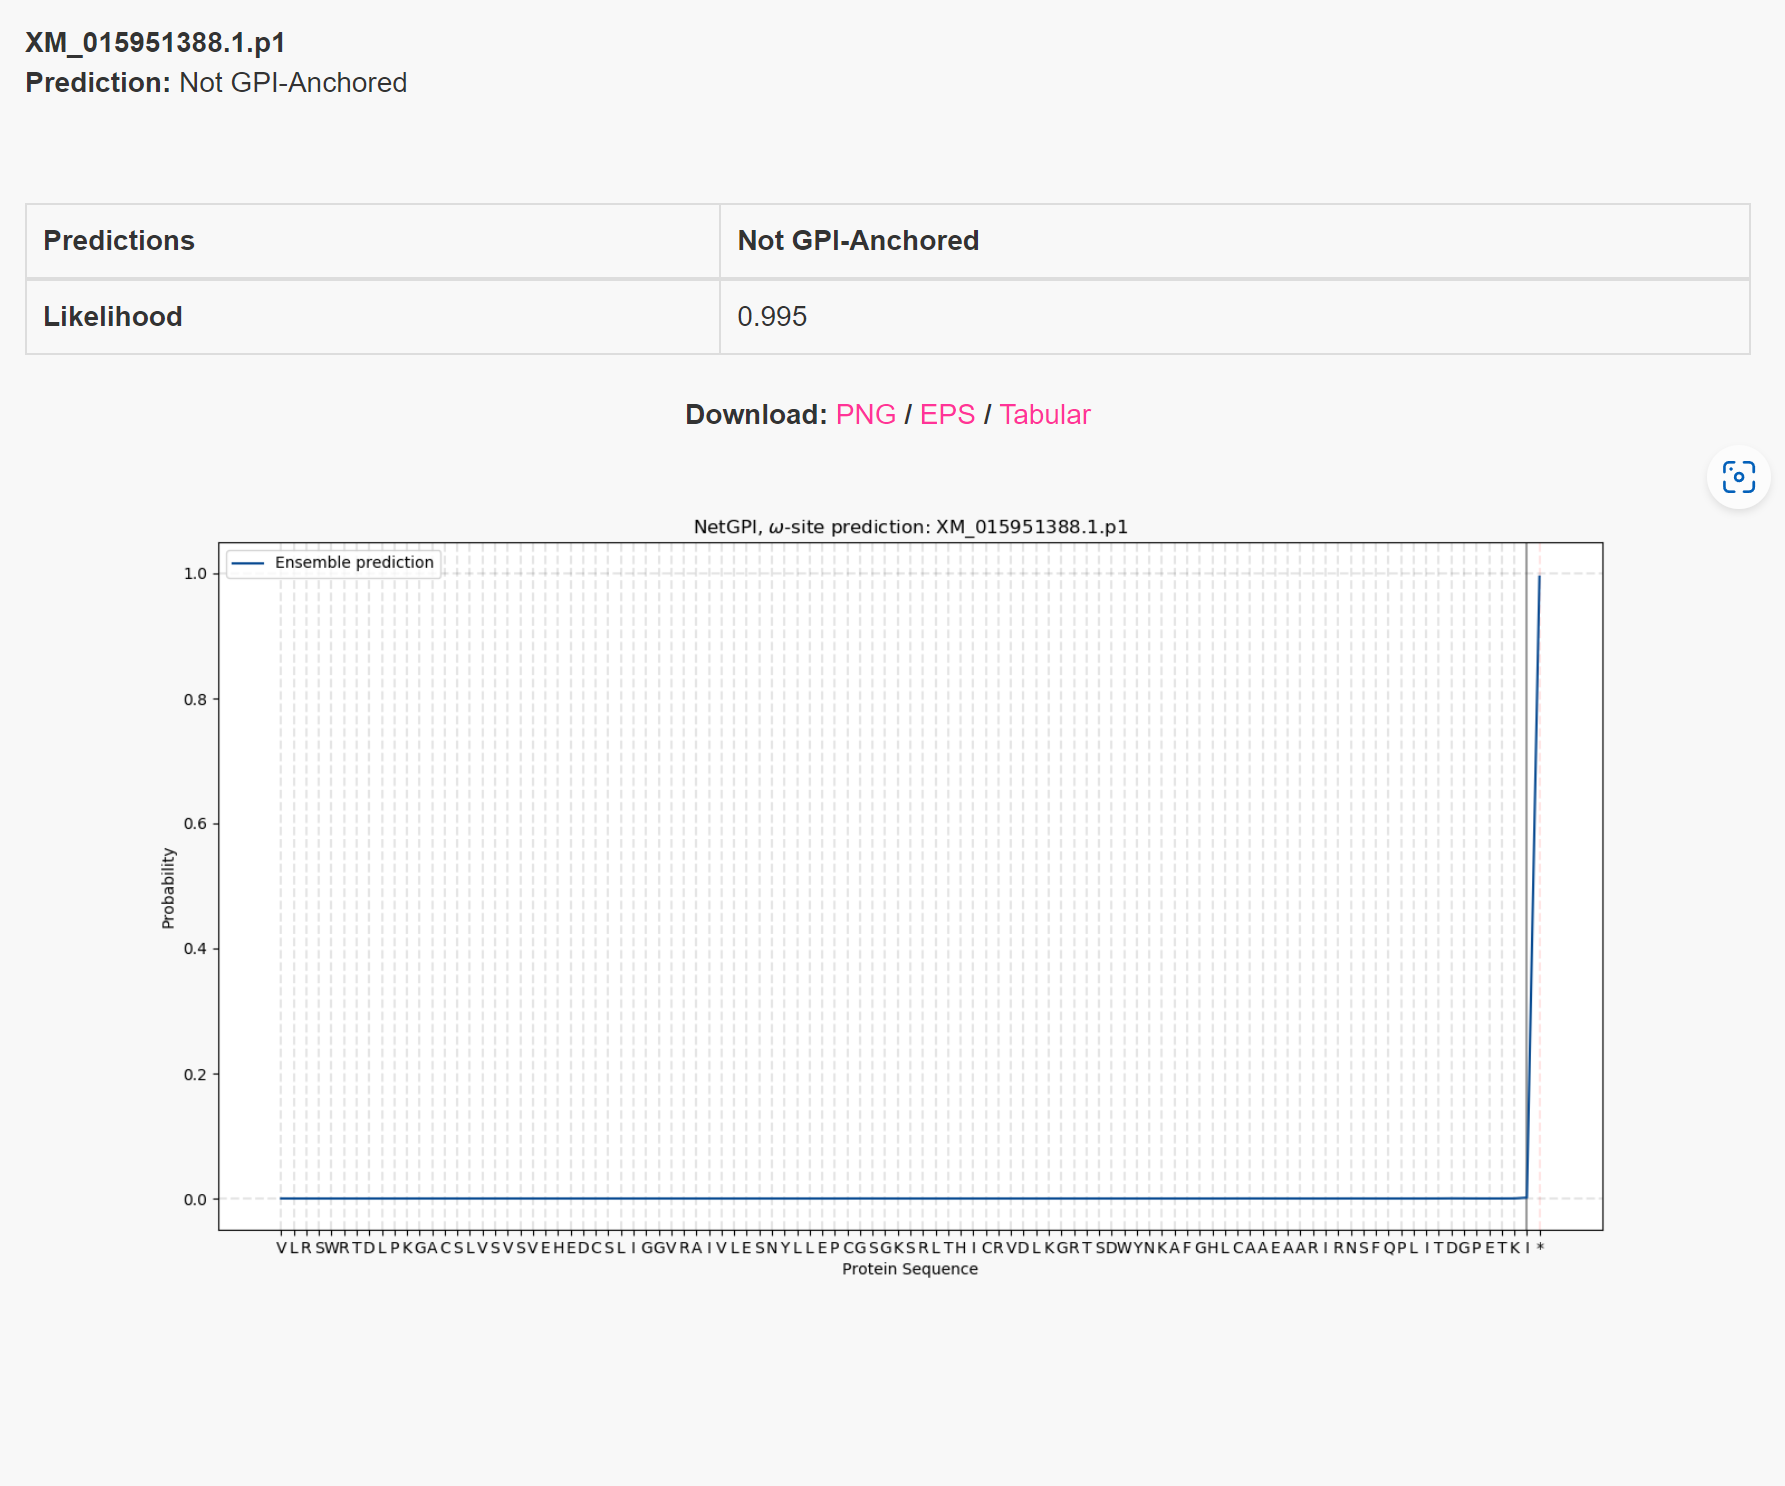 XM_015951388.1.p1
Prediction: Not GPI-Anchored
Predictions Not GPI-Anchored
Likelihood 0.995
Download: PNG / EPS / Tabular
NetGPI, ω-site prediction: XM_015951388.1.p1
Ensemble prediction
1.0
0.8
0.6
0.4
0.2
0.0
Probability
V L R S W R T D L P K G A C S L V S V S V E H E D C S L I G G V R A I V L E S N Y L L E P C G S G K S R L T H I C R V D L K G R T S D W Y N K A F G H L C A A E A A R I R N S F Q P L I T D G P E T K I *
Protein Sequence